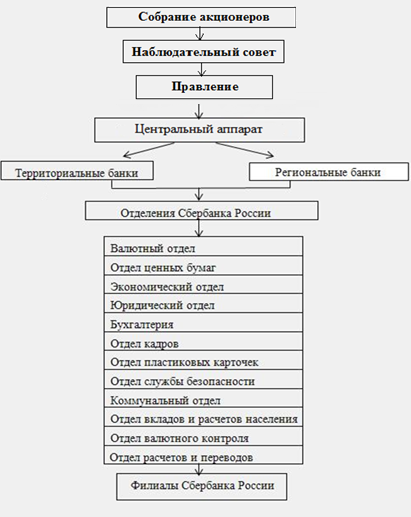 Собрание акционеров
Наблюдательный совет
Правление
Центральный аппарат
Территориальные банки
Региональные банки
Отделения Сбербанка России
Валютный отдел
Отдел ценных бумаг
Экономический отдел
Юридический отдел
Бухгалтерия
Отдел кадров
Отдел пластиковых карточек
Отдел службы безопасности
Коммунальный отдел
Отдел вкладов и расчетов населения
Отдел валютного контроля
Отдел расчетов и переводов
Филиалы Сбербанка России